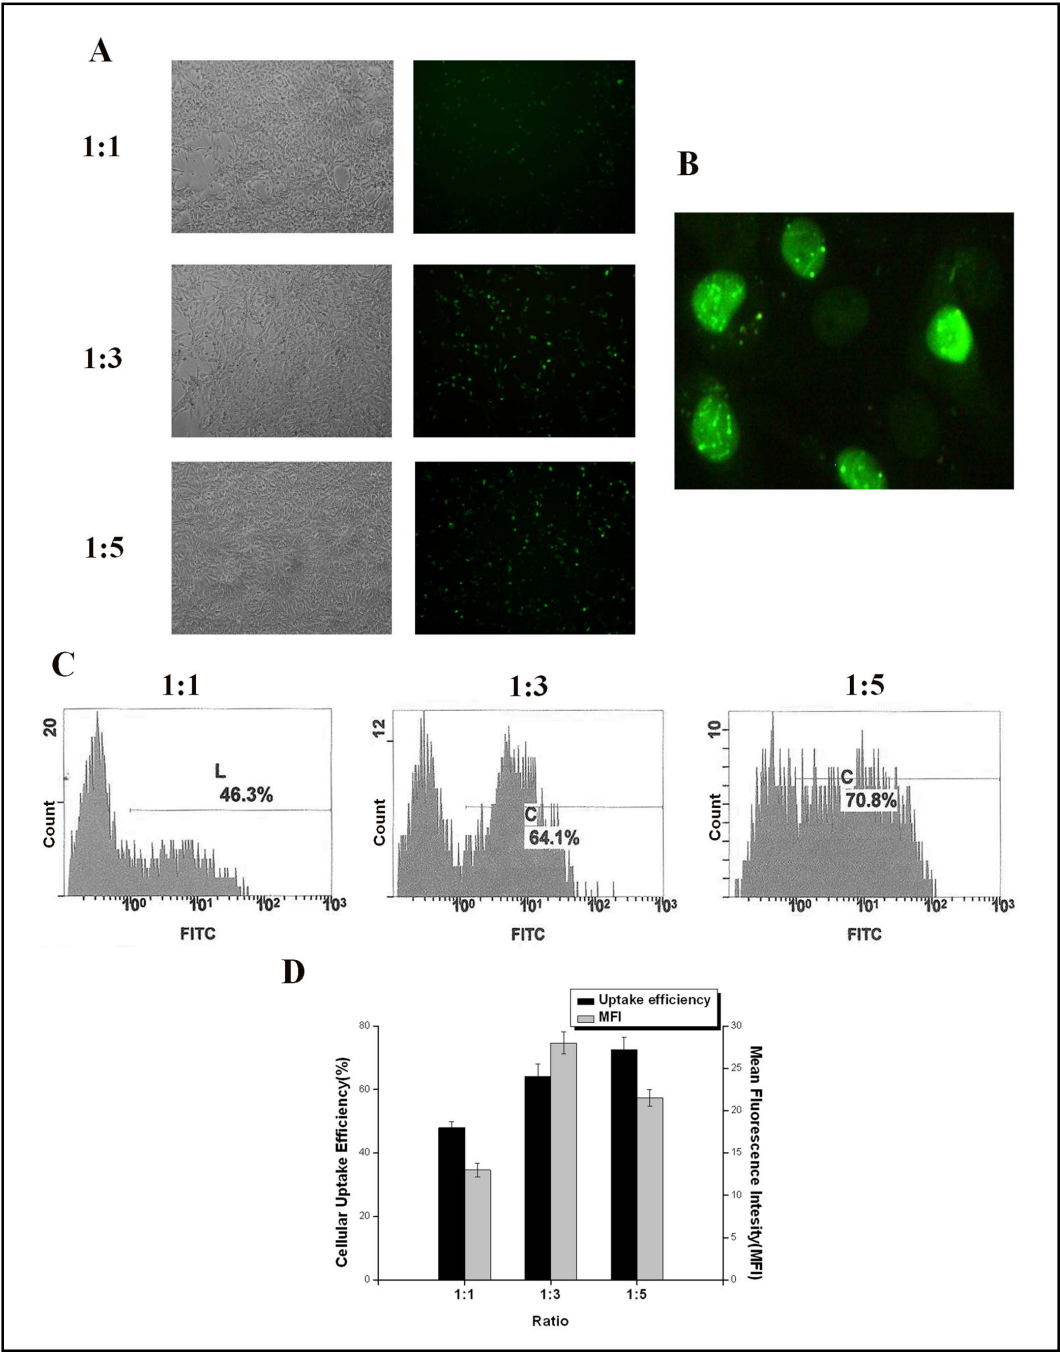 A
1:1
B
1:3
1:5
C
1:1
1:3
1:5
20
Count
L
46.3%
10⁰
10¹
10²
10³
FITC
12
Count
C
64.1%
10⁰
10¹
10²
10³
FITC
10
Count
C
70.8%
10⁰
10¹
10²
10³
FITC
D
Uptake efficiency
MFI
Cellular Uptake Efficiency(%)
80
60
40
20
0
30
25
20
15
10
5
0
Mean Fluorescence Intesity(MFI)
1:1
1:3
1:5
Ratio